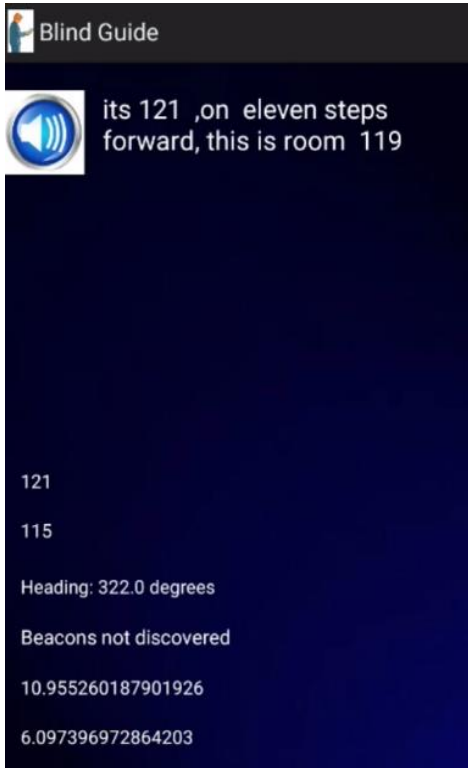 Blind Guide
its 121 ,on eleven steps
forward, this is room 119
121
115
Heading: 322.0 degrees
Beacons not discovered
10.955260187901926
6.097396972864203